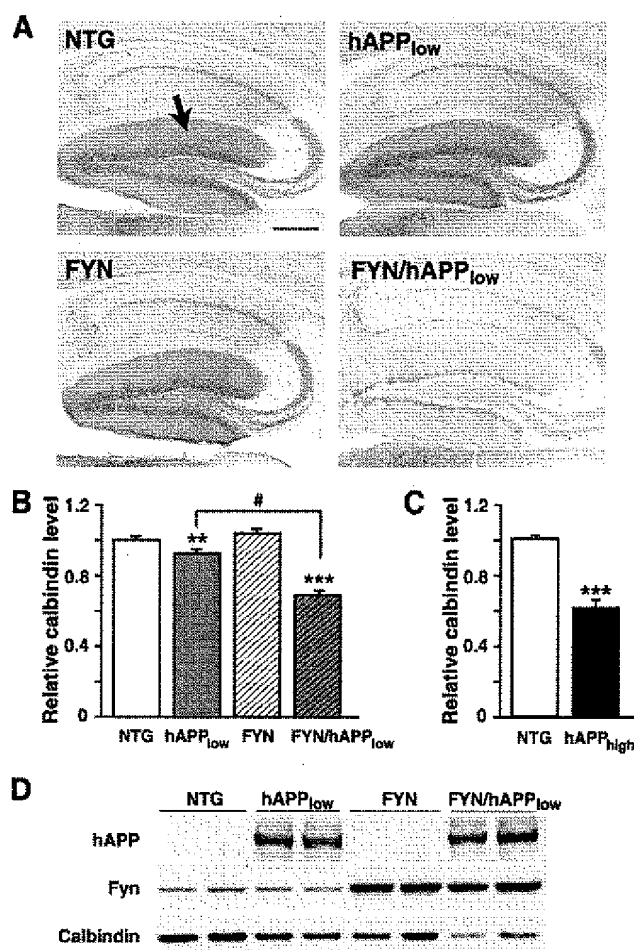 A
NTG
hAPPlow
FYN
FYN/hAPPlow
B
Relative calbindin level
1.2
0.8
0.4
0
#
**
***
NTG hAPPlow FYN FYN/hAPPlow
C
Relative calbindin level
1.2
0.8
0.4
0
***
NTG hAPPhigh
D
NTG hAPPlow FYN FYN/hAPPlow
hAPP
Fyn
Calbindin